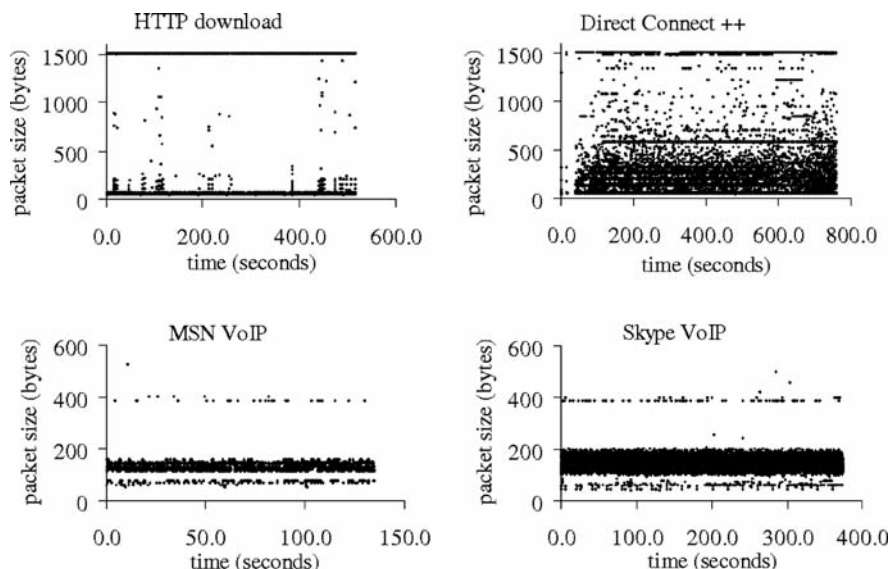 HTTP download
packet size (bytes)
1500
1000
500
0
0.0 200.0 400.0 600.0
time (seconds)
Direct Connect ++
packet size (bytes)
1500
1000
500
0
0.0 200.0 400.0 600.0 800.0
time (seconds)
MSN VoIP
packet size (bytes)
600
400
200
0
0.0 50.0 100.0 150.0
time (seconds)
Skype VoIP
packet size (bytes)
600
400
200
0
0.0 100.0 200.0 300.0 400.0
time (seconds)